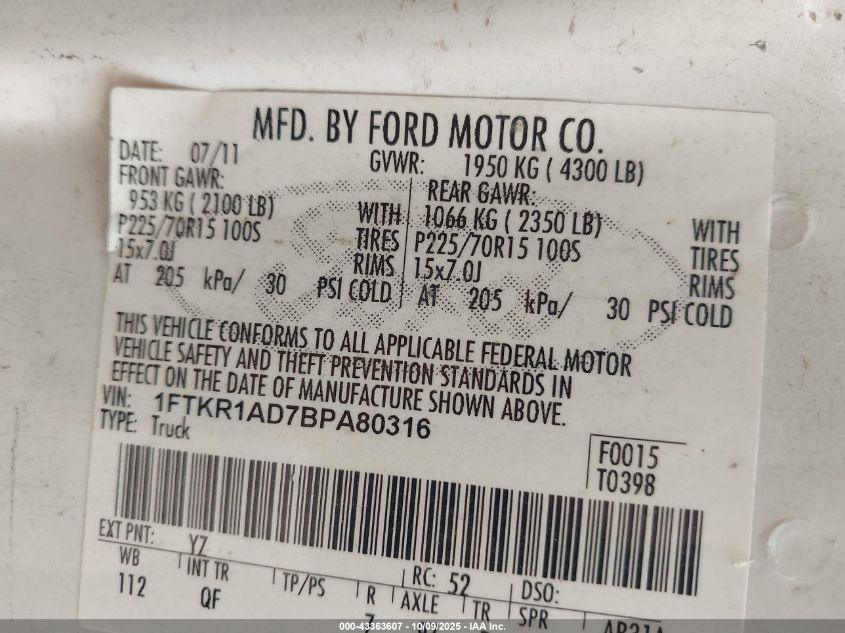 MFD. BY FORD MOTOR CO.
DATE: 07/11 GVWR: 1950 KG ( 4300 LB)
FRONT GAWR: REAR GAWR:
953 KG ( 2100 LB) WITH 1066 KG ( 2350 LB) WITH
P225/70R15 100S TIRES P225/70R15 100S TIRES
15x7.0J RIMS 15x7.0J RIMS
AT 205 kPa/ 30 PSI COLD AT 205 kPa/ 30 PSI COLD
THIS VEHICLE CONFORMS TO ALL APPLICABLE FEDERAL MOTOR
VEHICLE SAFETY AND THEFT PREVENTION STANDARDS IN
EFFECT ON THE DATE OF MANUFACTURE SHOWN ABOVE.
VIN: 1FTKR1AD7BPA80316
TYPE: Truck
F0015
T0398
EXT PNT: YZ RC: 52 DSO:
WB INT TR TP/PS R AXLE TR SPR
112 QF
43363607 - 10/09/2025 - IAA Inc.